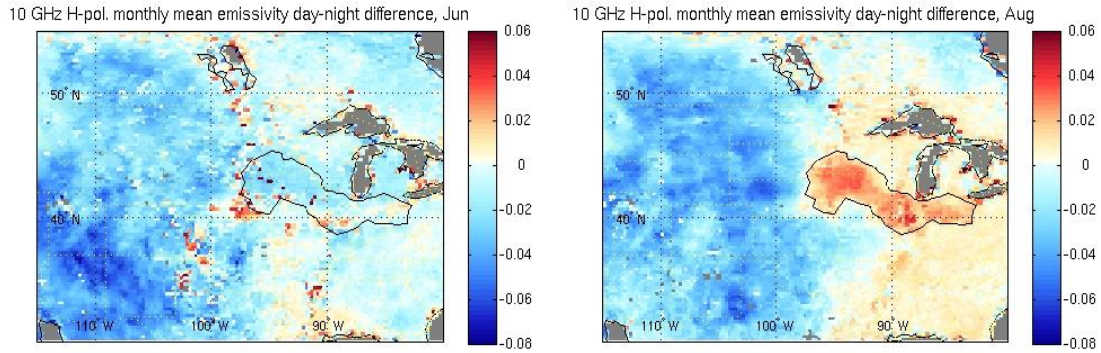 10 GHz H-pol. monthly mean emissivity day-night difference, Jun
0.06
0.04
0.02
0
-0.02
-0.04
-0.06
-0.08
50° N
40° N
110° W
100° W
90° W
10 GHz H-pol. monthly mean emissivity day-night difference, Aug
0.06
0.04
0.02
0
-0.02
-0.04
-0.06
-0.08
50° N
40° N
110° W
100° W
90° W